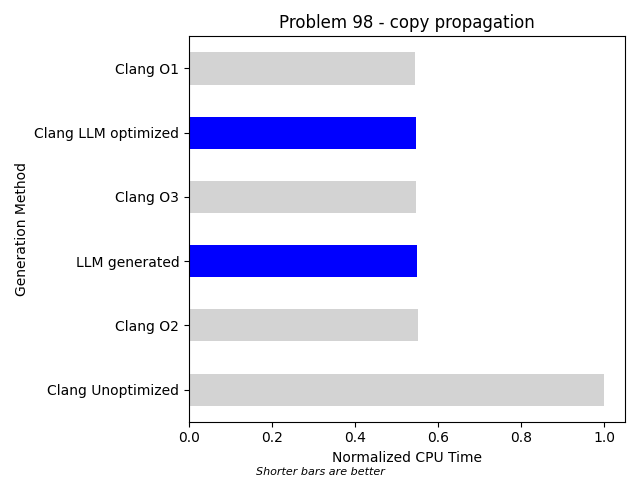 Problem 98 - copy propagation
Clang O1
Clang LLM optimized
Clang O3
LLM generated
Clang O2
Clang Unoptimized
Generation Method
0.0 0.2 0.4 0.6 0.8 1.0
Normalized CPU Time
Shorter bars are better